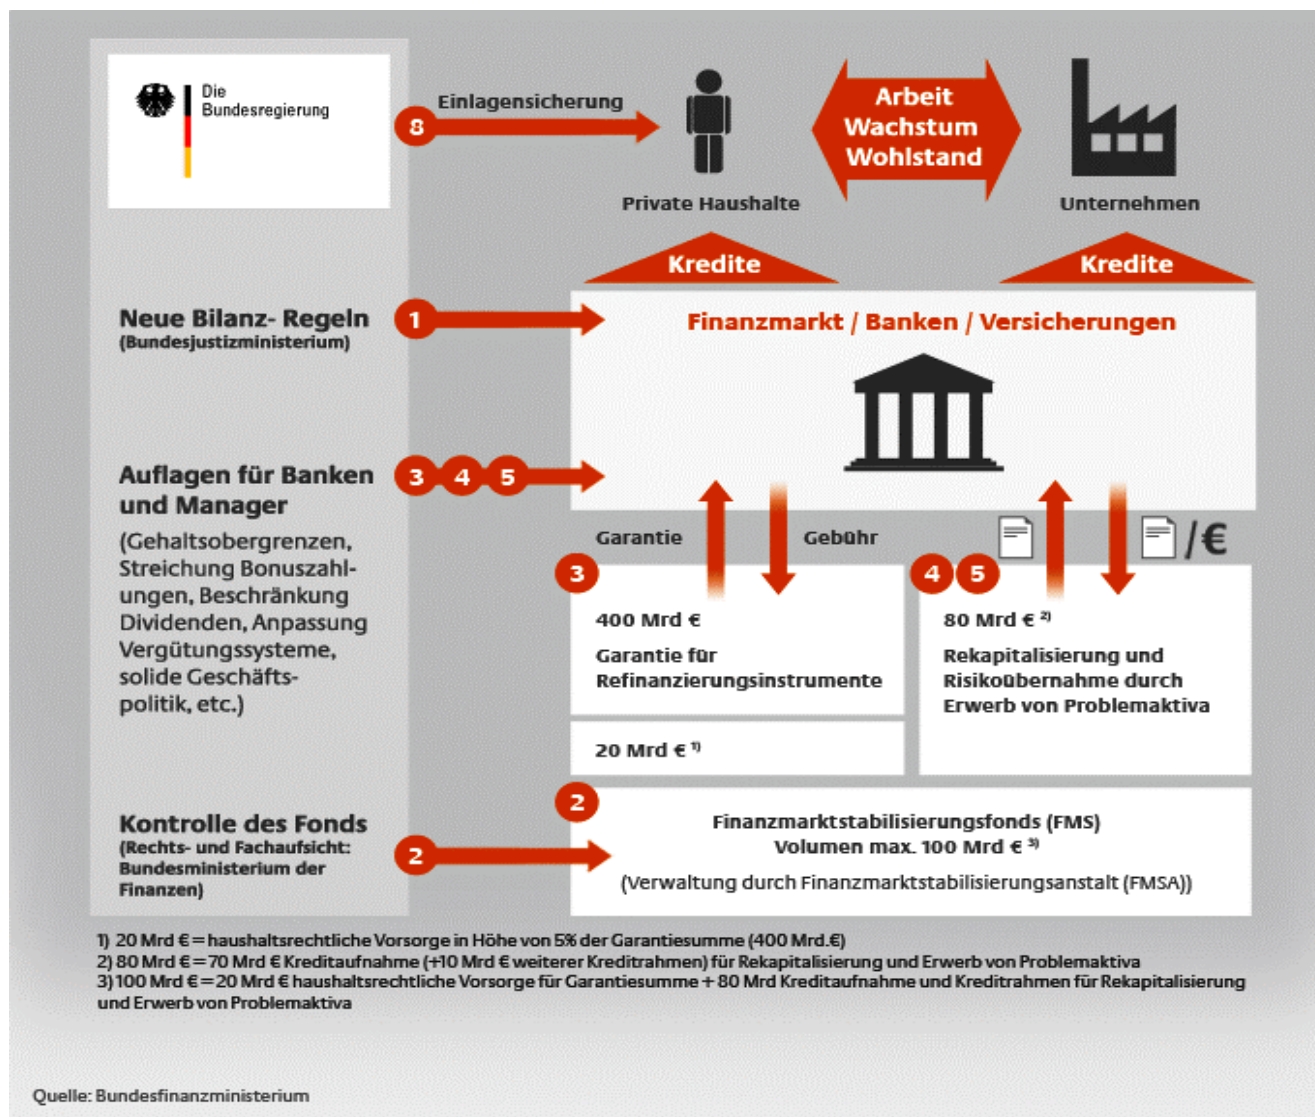 Die
Bundesregierung
8
Einlagensicherung
Private Haushalte
Arbeit
Wachstum
Wohlstand
Unternehmen
Kredite
Kredite
Neue Bilanz- Regeln
(Bundesjustizministerium)
1
Finanzmarkt / Banken / Versicherungen
Auflagen für Banken
und Manager
(Gehaltsobergrenzen,
Streichung Bonuszahl-
ungen, Beschränkung
Dividenden, Anpassung
Vergütungssysteme,
solide Geschäfts-
politik, etc.)
3 4 5
Garantie
Gebühr
/€
3
400 Mrd €
Garantie für
Refinanzierungsinstrumente
20 Mrd € 1)
4 5
80 Mrd € 2)
Rekapitalisierung und
Risikoübernahme durch
Erwerb von Problemaktiva
Kontrolle des Fonds
(Rechts- und Fachaufsicht:
Bundesministerium der
Finanzen)
2
2
Finanzmarktstabilisierungsfonds (FMS)
Volumen max. 100 Mrd € 3)
(Verwaltung durch Finanzmarktstabilisierungsanstalt (FMSA))
1) 20 Mrd € = haushaltsrechtliche Vorsorge in Höhe von 5% der Garantiesumme (400 Mrd.€)
2) 80 Mrd € = 70 Mrd € Kreditaufnahme (+10 Mrd € weiterer Kreditrahmen) für Rekapitalisierung und Erwerb von Problemaktiva
3) 100 Mrd € = 20 Mrd € haushaltsrechtliche Vorsorge für Garantiesumme + 80 Mrd Kreditaufnahme und Kreditrahmen für Rekapitalisierung
und Erwerb von Problemaktiva
Quelle: Bundesfinanzministerium